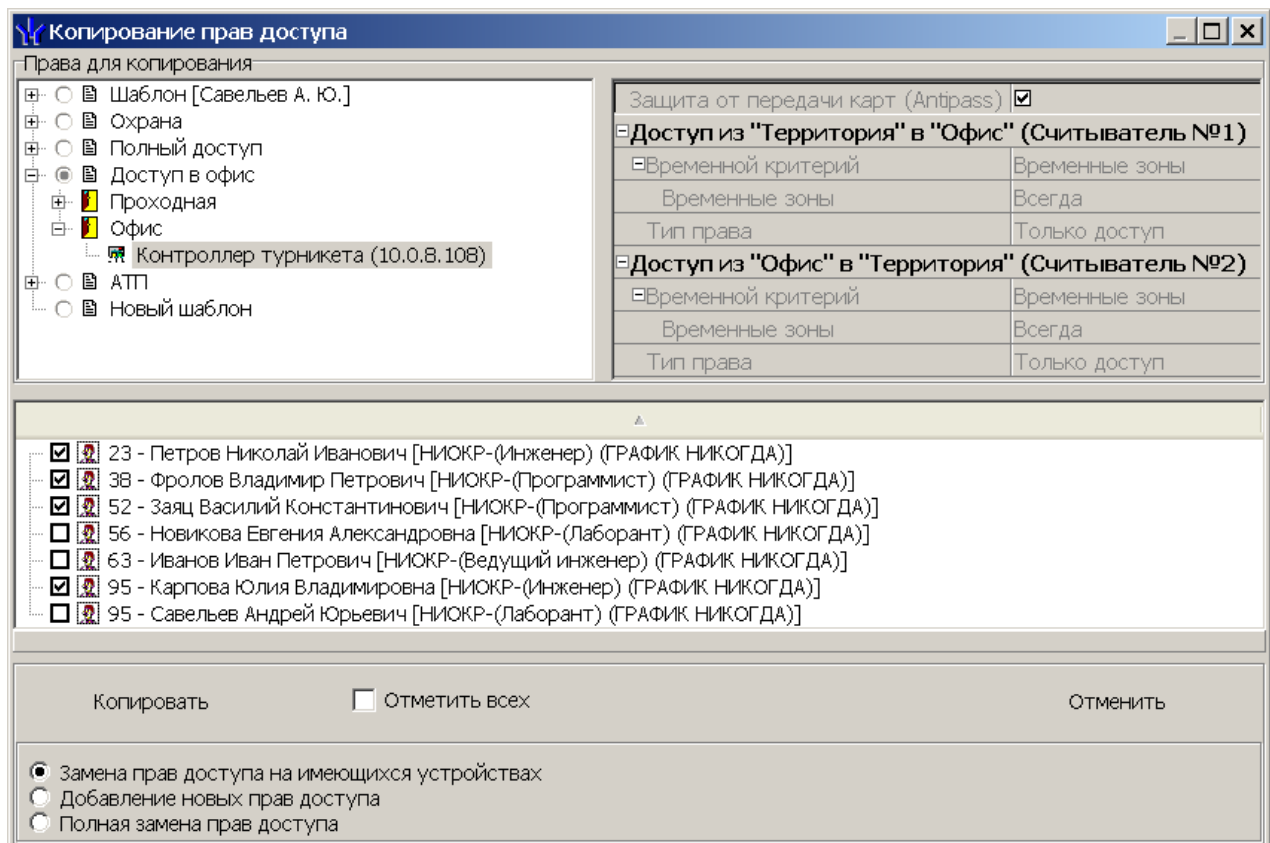 Копирование прав доступа
Права для копирования
Шаблон [Савельев А. Ю.]
Охрана
Полный доступ
Доступ в офис
Проходная
Офис
Контроллер турникета (10.0.8.108)
АТП
Новый шаблон
Защита от передачи карт (Antipass)
Доступ из "Территория" в "Офис" (Считыватель №1)
Временной критерий Временные зоны
Временные зоны Всегда
Тип права Только доступ
Доступ из "Офис" в "Территория" (Считыватель №2)
Временной критерий Временные зоны
Временные зоны Всегда
Тип права Только доступ
23 - Петров Николай Иванович [НИОКР-(Инженер) (ГРАФИК НИКОГДА)]
38 - Фролов Владимир Петрович [НИОКР-(Программист) (ГРАФИК НИКОГДА)]
52 - Заяц Василий Константинович [НИОКР-(Программист) (ГРАФИК НИКОГДА)]
56 - Новикова Евгения Александровна [НИОКР-(Лаборант) (ГРАФИК НИКОГДА)]
63 - Иванов Иван Петрович [НИОКР-(Ведущий инженер) (ГРАФИК НИКОГДА)]
95 - Карпова Юлия Владимировна [НИОКР-(Инженер) (ГРАФИК НИКОГДА)]
95 - Савельев Андрей Юрьевич [НИОКР-(Лаборант) (ГРАФИК НИКОГДА)]
Копировать Отметить всех Отменить
Замена прав доступа на имеющихся устройствах
Добавление новых прав доступа
Полная замена прав доступа